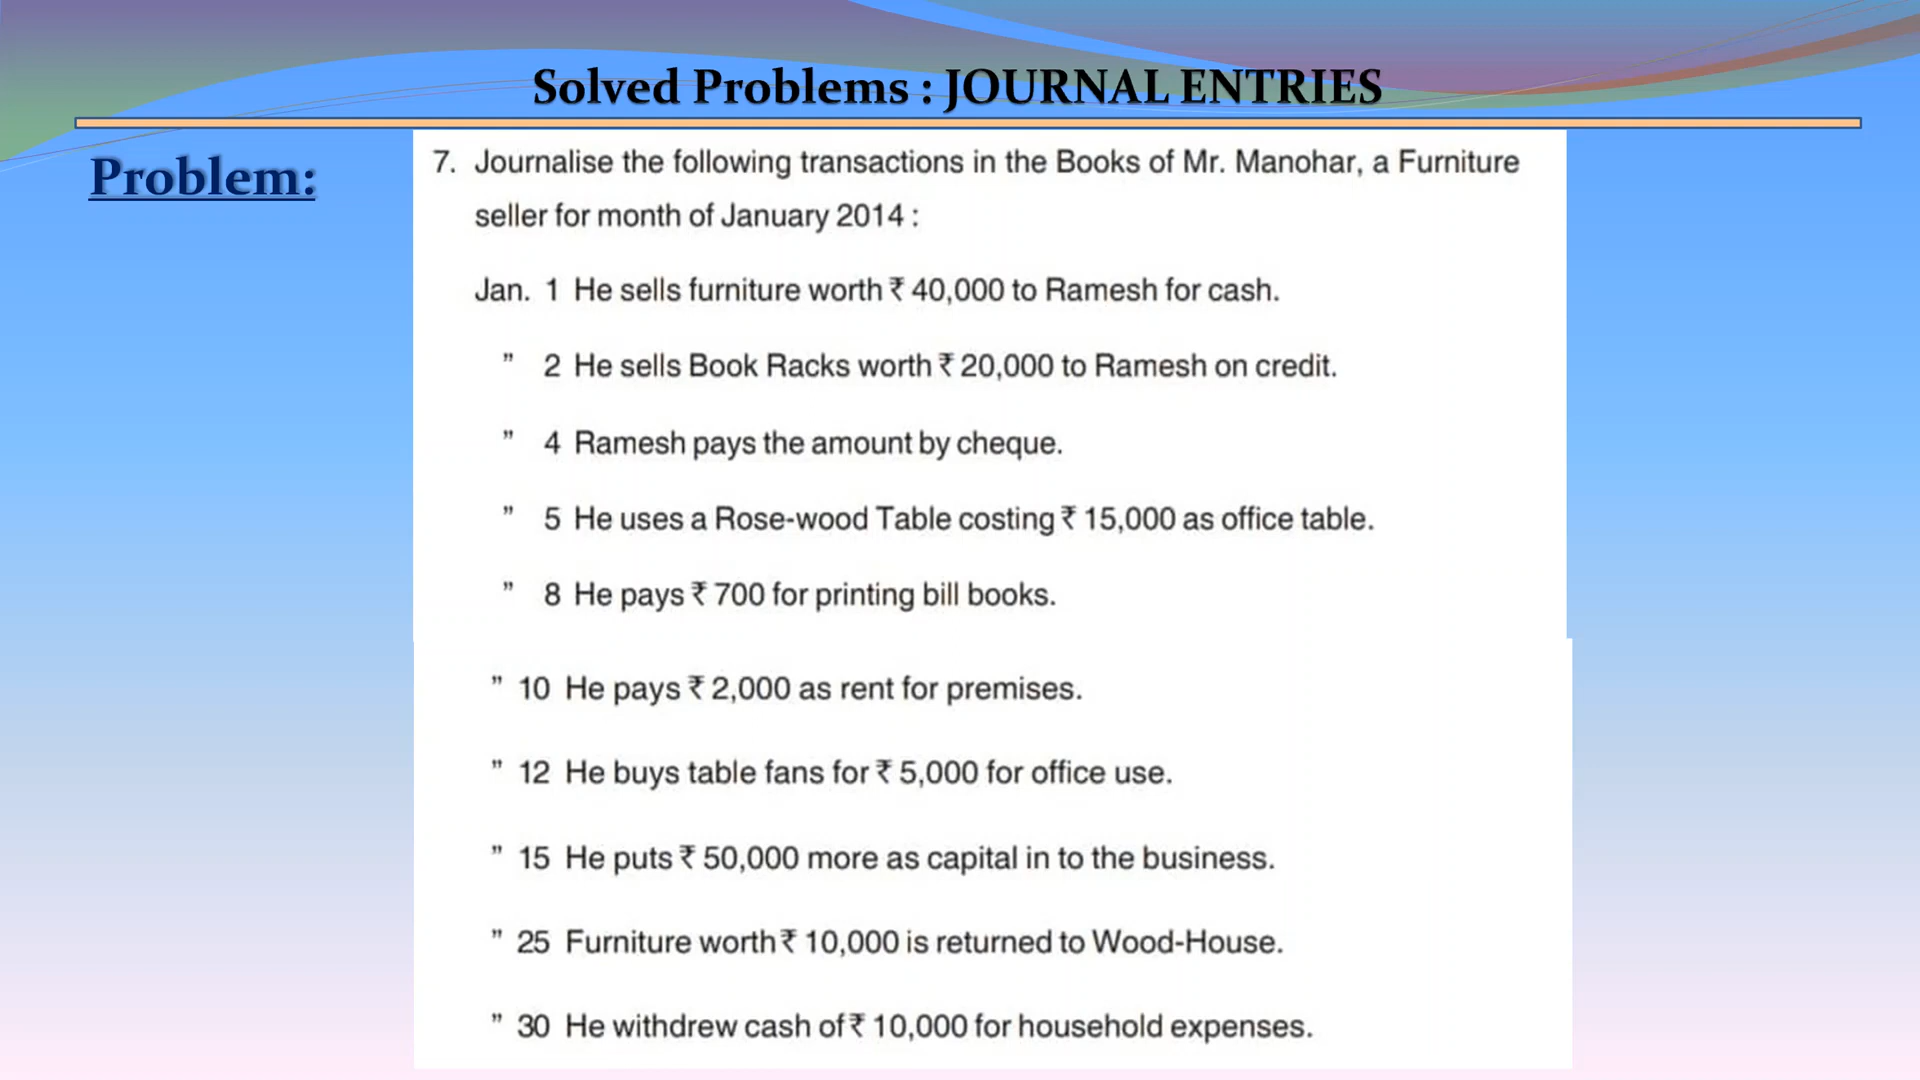 Solved Problems : JOURNAL ENTRIES
Problem:
7. Journalise the following transactions in the Books of Mr. Manohar, a Furniture
seller for month of January 2014 :
Jan. 1 He sells furniture worth ₹ 40,000 to Ramesh for cash.
” 2 He sells Book Racks worth ₹ 20,000 to Ramesh on credit.
” 4 Ramesh pays the amount by cheque.
” 5 He uses a Rose-wood Table costing ₹ 15,000 as office table.
” 8 He pays ₹ 700 for printing bill books.
” 10 He pays ₹ 2,000 as rent for premises.
” 12 He buys table fans for ₹ 5,000 for office use.
” 15 He puts ₹ 50,000 more as capital in to the business.
” 25 Furniture worth ₹ 10,000 is returned to Wood-House.
” 30 He withdrew cash of ₹ 10,000 for household expenses.